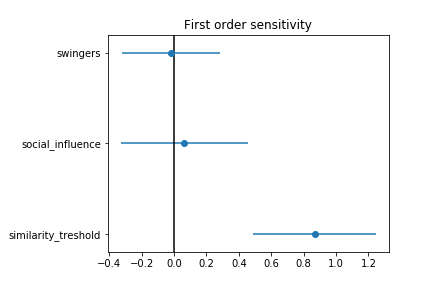 First order sensitivity
swingers
social_influence
similarity_treshold
−0.4 −0.2 0.0 0.2 0.4 0.6 0.8 1.0 1.2